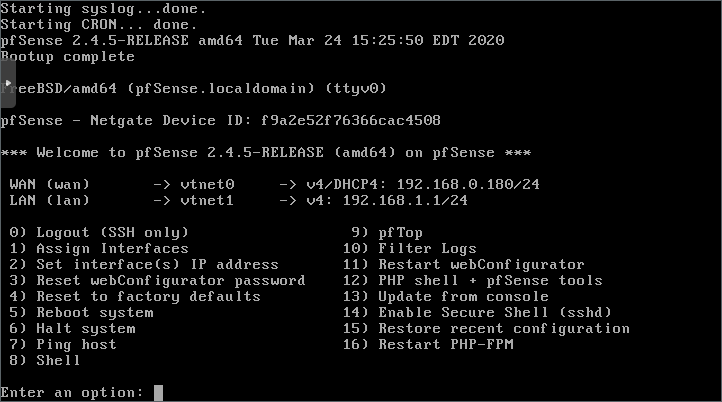 Starting syslog...done.
Starting CRON... done.
pfSense 2.4.5-RELEASE amd64 Tue Mar 24 15:25:50 EDT 2020
Bootup complete
FreeBSD/amd64 (pfSense.localdomain) (ttyv0)
pfSense - Netgate Device ID: f9a2e52f76366cac4508
*** Welcome to pfSense 2.4.5-RELEASE (amd64) on pfSense ***
WAN (wan) -> vtnet0 -> v4/DHCP4: 192.168.0.180/24
LAN (lan) -> vtnet1 -> v4: 192.168.1.1/24
0) Logout (SSH only) 9) pfTop
1) Assign Interfaces 10) Filter Logs
2) Set interface(s) IP address 11) Restart webConfigurator
3) Reset webConfigurator password 12) PHP shell + pfSense tools
4) Reset to factory defaults 13) Update from console
5) Reboot system 14) Enable Secure Shell (sshd)
6) Halt system 15) Restore recent configuration
7) Ping host 16) Restart PHP-FPM
8) Shell
Enter an option: